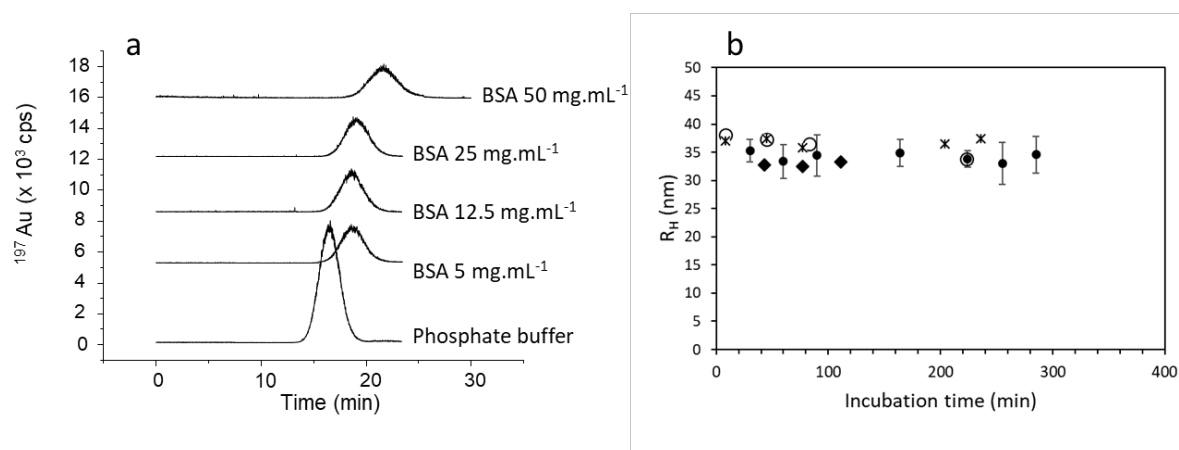 a
¹⁹⁷Au (x 10³ cps)
18
16
14
12
10
8
6
4
2
0
BSA 50 mg.mL⁻¹
BSA 25 mg.mL⁻¹
BSA 12.5 mg.mL⁻¹
BSA 5 mg.mL⁻¹
Phosphate buffer
0 10 20 30
Time (min)
b
R_H (nm)
50
45
40
35
30
25
20
15
10
5
0
0 100 200 300 400
Incubation time (min)